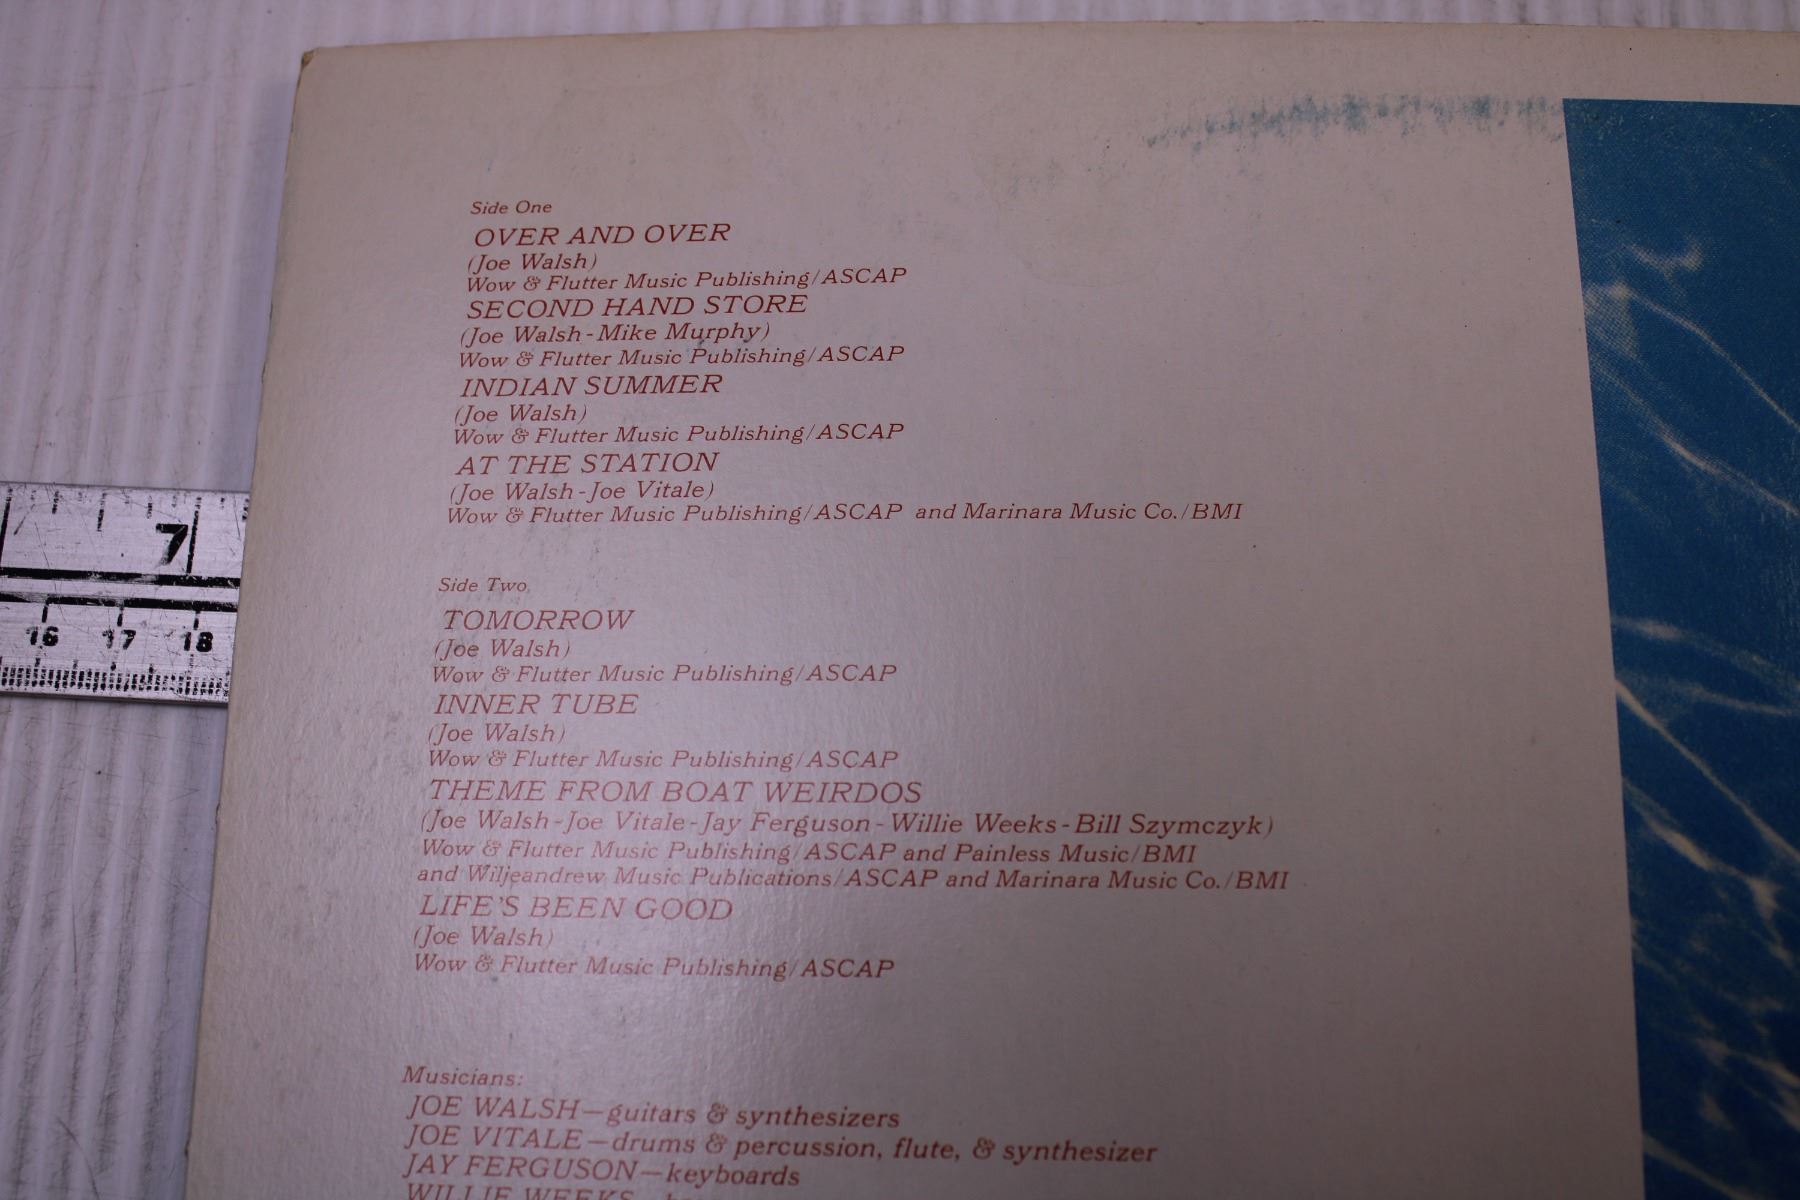 Side One
OVER AND OVER
(Joe Walsh)
Wow & Flutter Music Publishing/ASCAP
SECOND HAND STORE
(Joe Walsh-Mike Murphy)
Wow & Flutter Music Publishing/ASCAP
INDIAN SUMMER
(Joe Walsh)
Wow & Flutter Music Publishing/ASCAP
AT THE STATION
(Joe Walsh-Joe Vitale)
Wow & Flutter Music Publishing/ASCAP and Marinara Music Co./BMI
Side Two
TOMORROW
(Joe Walsh)
Wow & Flutter Music Publishing/ASCAP
INNER TUBE
(Joe Walsh)
Wow & Flutter Music Publishing/ASCAP
THEME FROM BOAT WEIRDOS
(Joe Walsh-Joe Vitale-Jay Ferguson-Willie Weeks-Bill Szymczyk)
Wow & Flutter Music Publishing/ASCAP and Painless Music/BMI
and Wiljeandrew Music Publications/ASCAP and Marinara Music Co./BMI
LIFE'S BEEN GOOD
(Joe Walsh)
Wow & Flutter Music Publishing/ASCAP
Musicians:
JOE WALSH—guitars & synthesizers
JOE VITALE—drums & percussion, flute, & synthesizer
JAY FERGUSON—keyboards
WILLIE WEEKS
7
16 17 18